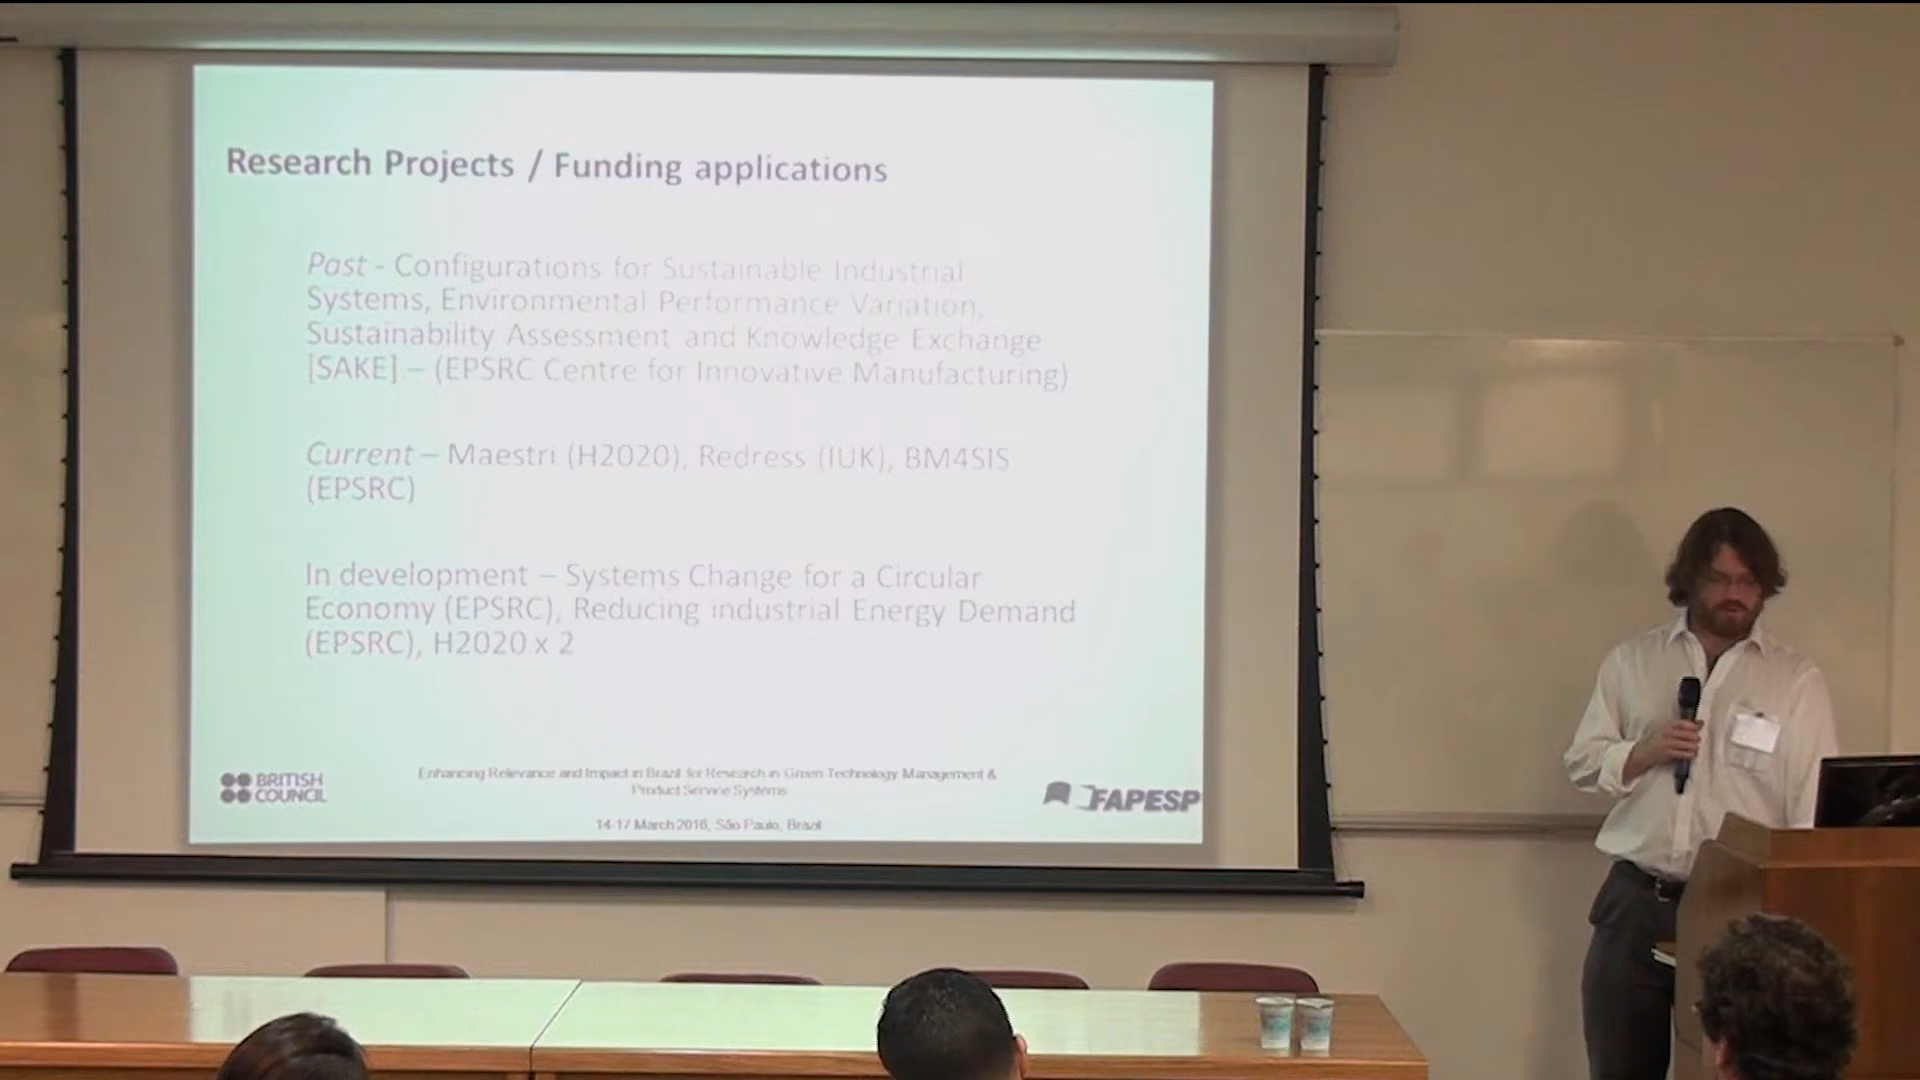 Research Projects / Funding applications
Past - Configurations for Sustainable Industrial
Systems, Environmental Performance Variation,
Sustainability Assessment and Knowledge Exchange
[SAKE] – (EPSRC Centre for Innovative Manufacturing)
Current – Maestri (H2020), Redress (IUK), BM4SIS
(EPSRC)
In development – Systems Change for a Circular
Economy (EPSRC), Reducing industrial Energy Demand
(EPSRC), H2020 x 2
BRITISH
COUNCIL
Enhancing Relevance and Impact in Brazil for Research in Green Technology Management &
Product Service Systems
14-17 March 2016, São Paulo, Brazil
FAPESP